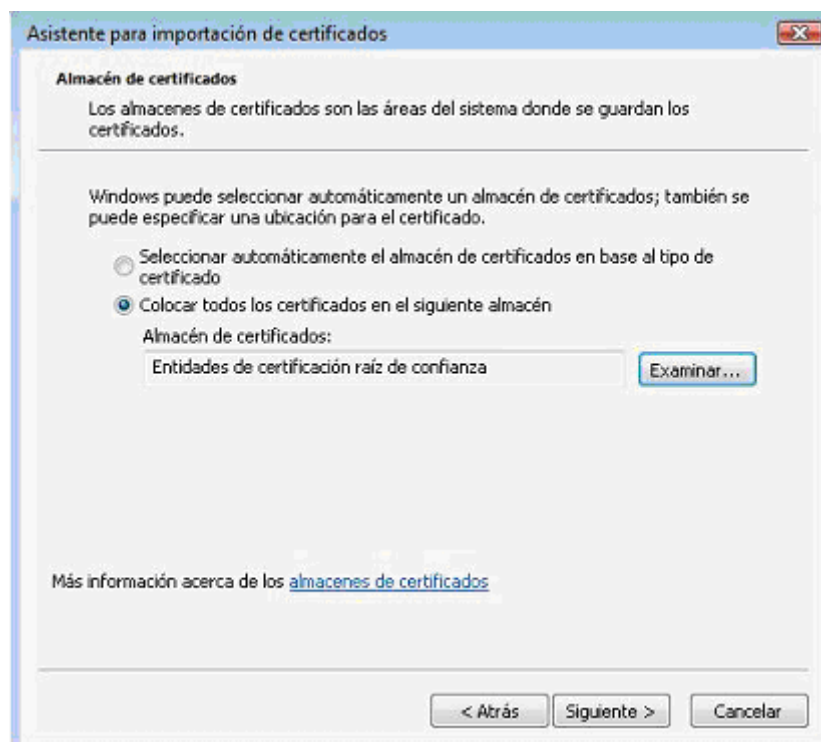 Asistente para importación de certificados
Almacén de certificados
Los almacenes de certificados son las áreas del sistema donde se guardan los
certificados.
Windows puede seleccionar automáticamente un almacén de certificados; también se
puede especificar una ubicación para el certificado.
Seleccionar automáticamente el almacén de certificados en base al tipo de
certificado
Colocar todos los certificados en el siguiente almacén
Almacén de certificados:
Entidades de certificación raíz de confianza
Examinar...
Más información acerca de los almacenes de certificados
< Atrás
Siguiente >
Cancelar